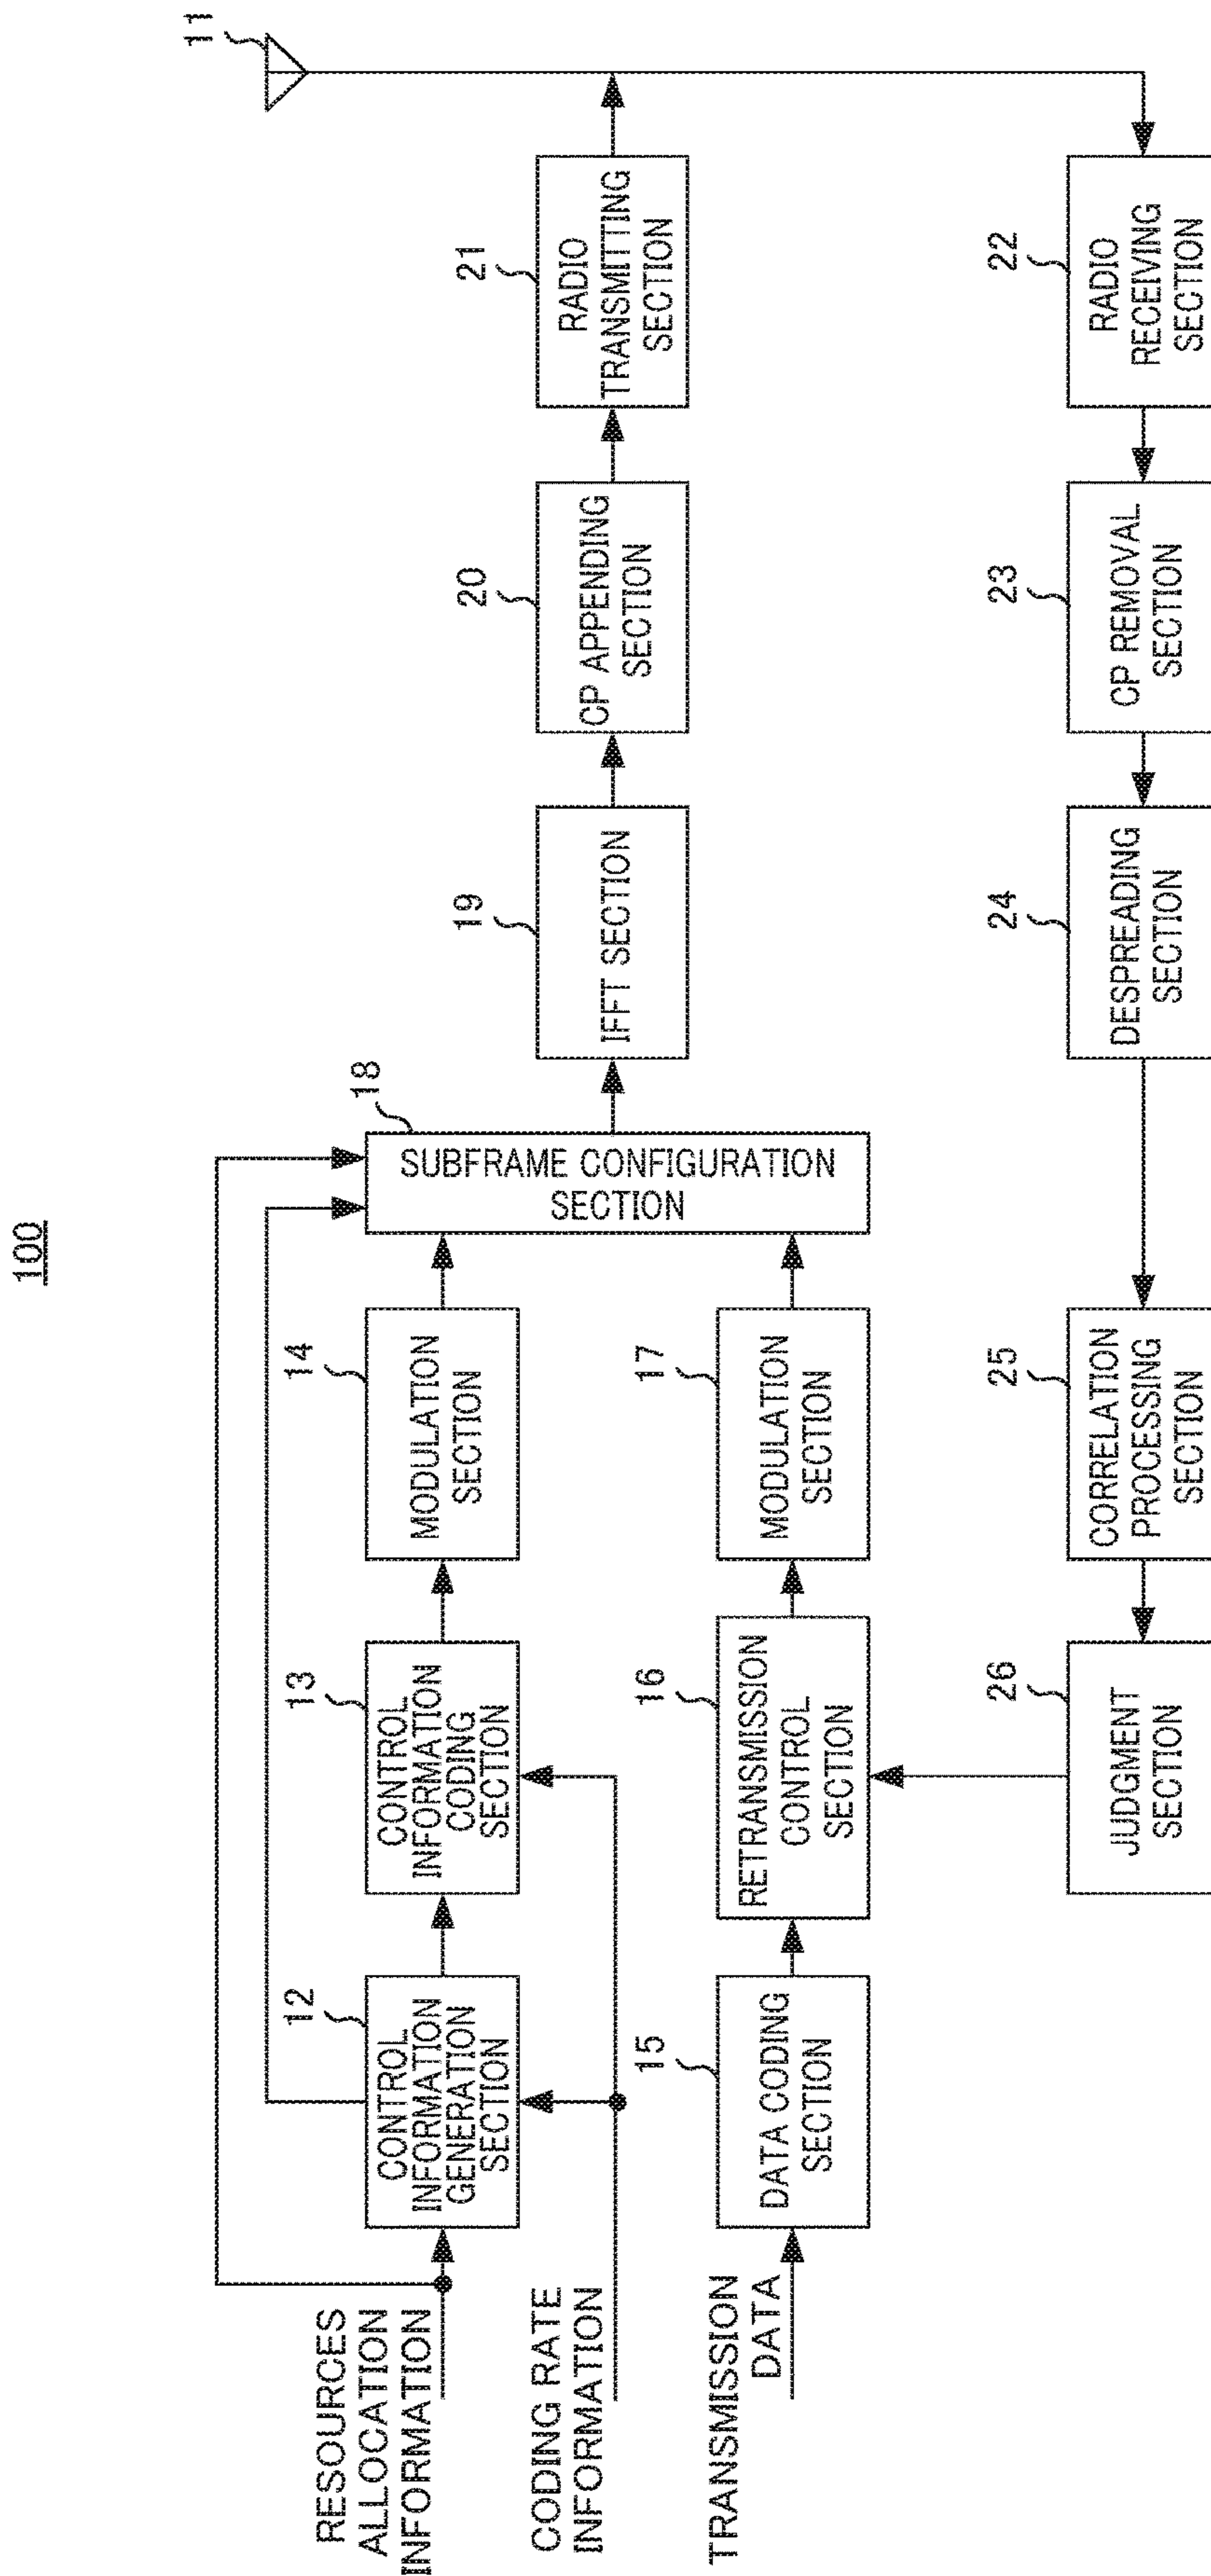 100
RESOURCES
ALLOCATION
INFORMATION
CODING RATE
INFORMATION
TRANSMISSION
DATA
12
CONTROL
INFORMATION
GENERATION
SECTION
13
CONTROL
INFORMATION
CODING
SECTION
14
MODULATION
SECTION
15
DATA CODING
SECTION
16
RETRANSMISSION
CONTROL
SECTION
17
MODULATION
SECTION
18
SUBFRAME CONFIGURATION
SECTION
19
IFFT SECTION
20
CP APPENDING
SECTION
21
RADIO
TRANSMITTING
SECTION
11
22
RADIO
RECEIVING
SECTION
23
CP REMOVAL
SECTION
24
DESPREADING
SECTION
25
CORRELATION
PROCESSING
SECTION
26
JUDGMENT
SECTION